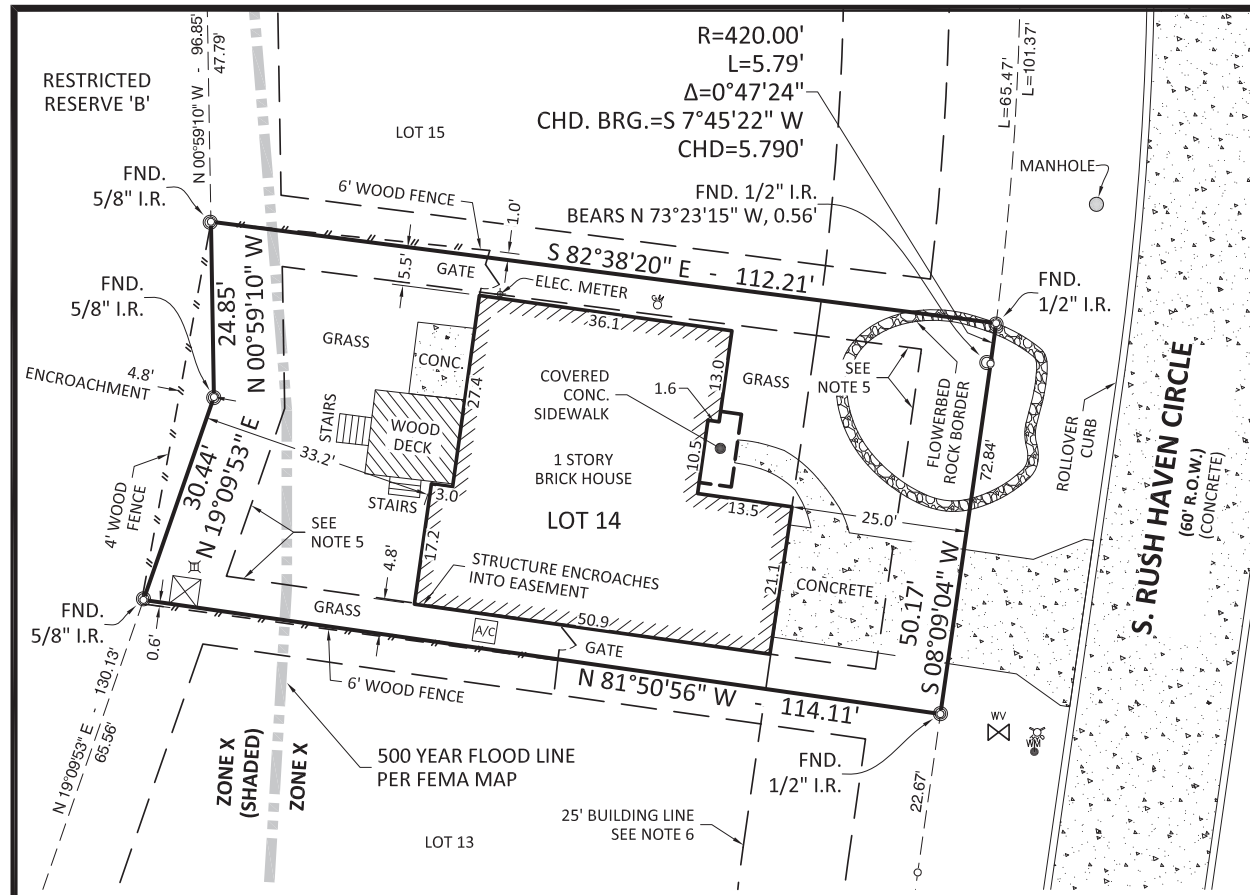 N 00°59'10" W - 96.85'
47.79'
RESTRICTED
RESERVE 'B'
LOT 15
R=420.00'
L=5.79'
Δ=0°47'24"
CHD. BRG.=S 7°45'22" W
CHD=5.790'
L=65.47'
L=101.37'
MANHOLE
FND.
5/8" I.R.
6' WOOD FENCE
1.0'
FND. 1/2" I.R.
BEARS N 73°23'15" W, 0.56'
S 82°38'20" E - 112.21'
5.5'
GATE
ELEC. METER
FND.
1/2" I.R.
FND.
5/8" I.R.
24.85'
N 00°59'10" W
GRASS
CONC.
36.1
13.0
GRASS
SEE
NOTE 5
COVERED
CONC.
SIDEWALK
1.6
ENCROACHMENT
4.8'
27.4
STAIRS
WOOD
DECK
33.2'
STAIRS
3.0
1 STORY
BRICK HOUSE
LOT 14
10.5
13.5
FLOWERBED
ROCK BORDER
72.84'
ROLLOVER
CURB
S. RUSH HAVEN CIRCLE
(60' R.O.W.)
(CONCRETE)
25.0'
4' WOOD
FENCE
30.44'
N 19°09'53" E
SEE
NOTE 5
17.2
4.8'
STRUCTURE ENCROACHES
INTO EASEMENT
21.1
CONCRETE
50.17'
S 08°09'04" W
FND.
5/8" I.R.
0.6'
GRASS
A/C
50.9
GATE
6' WOOD FENCE
N 81°50'56" W - 114.11'
N 19°09'53" E - 130.13'
65.56'
ZONE X
(SHADED)
ZONE X
500 YEAR FLOOD LINE
PER FEMA MAP
FND.
1/2" I.R.
WV
WM
22.67'
25' BUILDING LINE
SEE NOTE 6
LOT 13